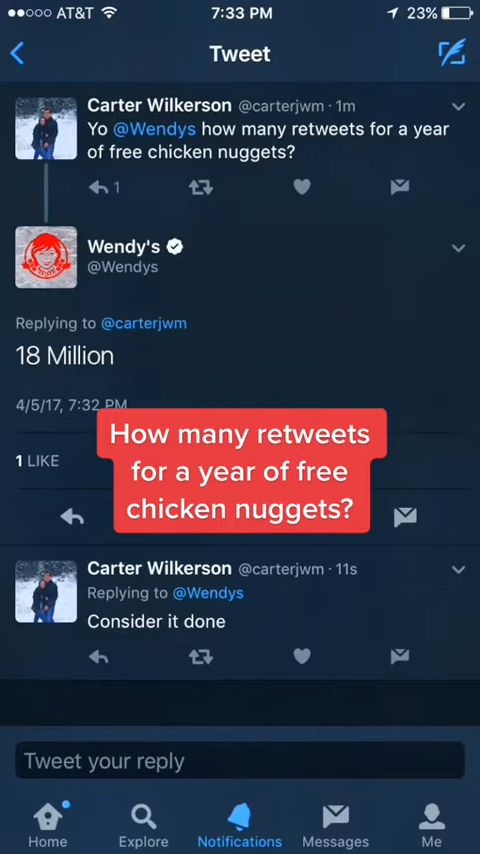 AT&T 7:33 PM 23%
Tweet
Carter Wilkerson @carterjwm · 1m
Yo @Wendys how many retweets for a year
of free chicken nuggets?
1
Wendy's
@Wendys
Replying to @carterjwm
18 Million
4/5/17, 7:32 PM
How many retweets
for a year of free
chicken nuggets?
1 LIKE
Carter Wilkerson @carterjwm · 11s
Replying to @Wendys
Consider it done
Tweet your reply
Home Explore Notifications Messages Me